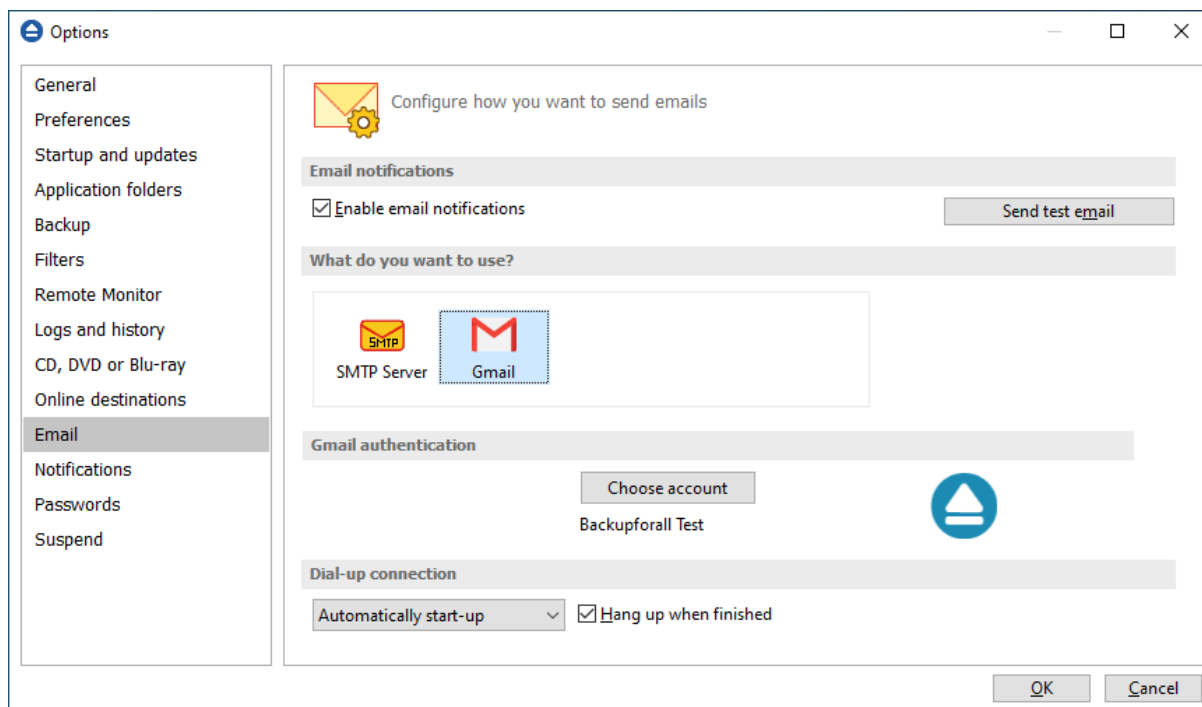 Options
General
Preferences
Startup and updates
Application folders
Backup
Filters
Remote Monitor
Logs and history
CD, DVD or Blu-ray
Online destinations
Email
Notifications
Passwords
Suspend
Configure how you want to send emails
Email notifications
Enable email notifications
Send test email
What do you want to use?
SMTP
SMTP Server
Gmail
Gmail authentication
Choose account
Backupforall Test
Dial-up connection
Automatically start-up
Hang up when finished
OK
Cancel